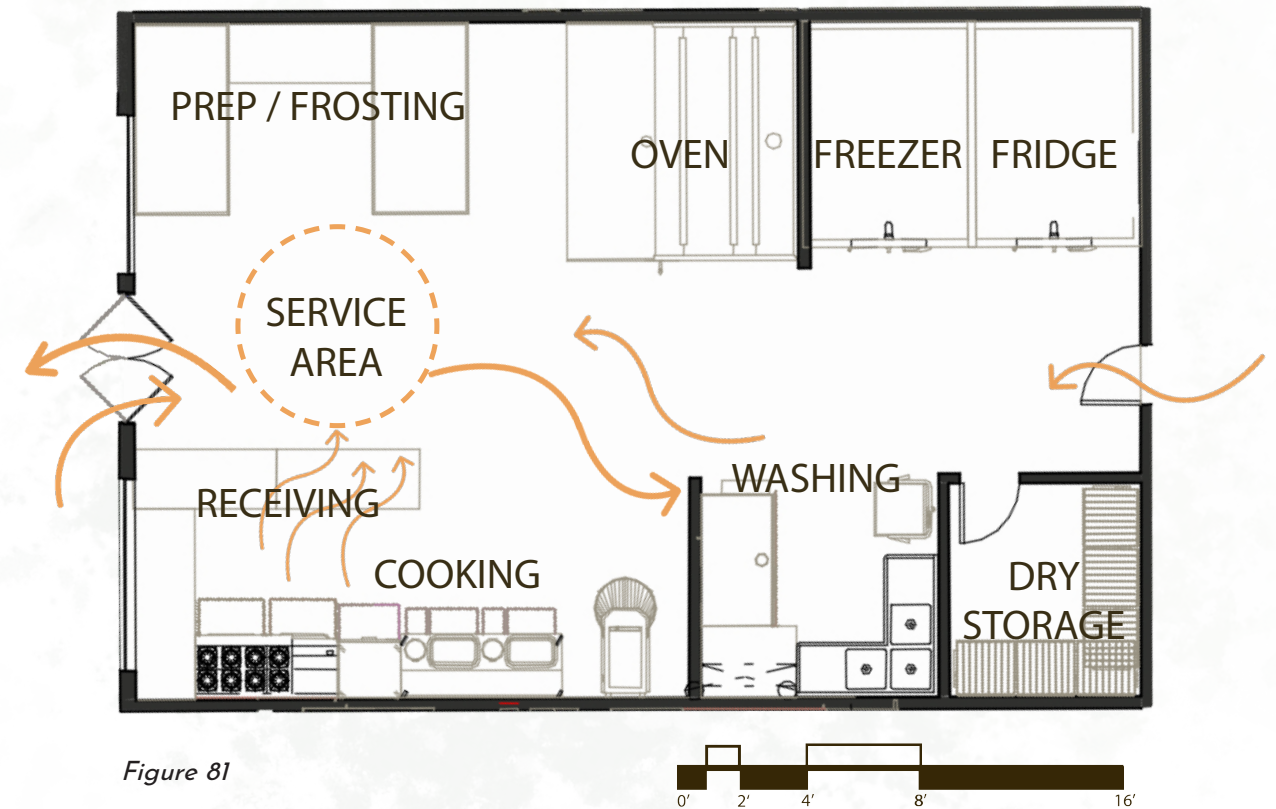 PREP / FROSTING
OVEN
FREEZER
FRIDGE
SERVICE
AREA
WASHING
RECEIVING
COOKING
DRY
STORAGE
Figure 81
0' 2' 4' 8' 16'